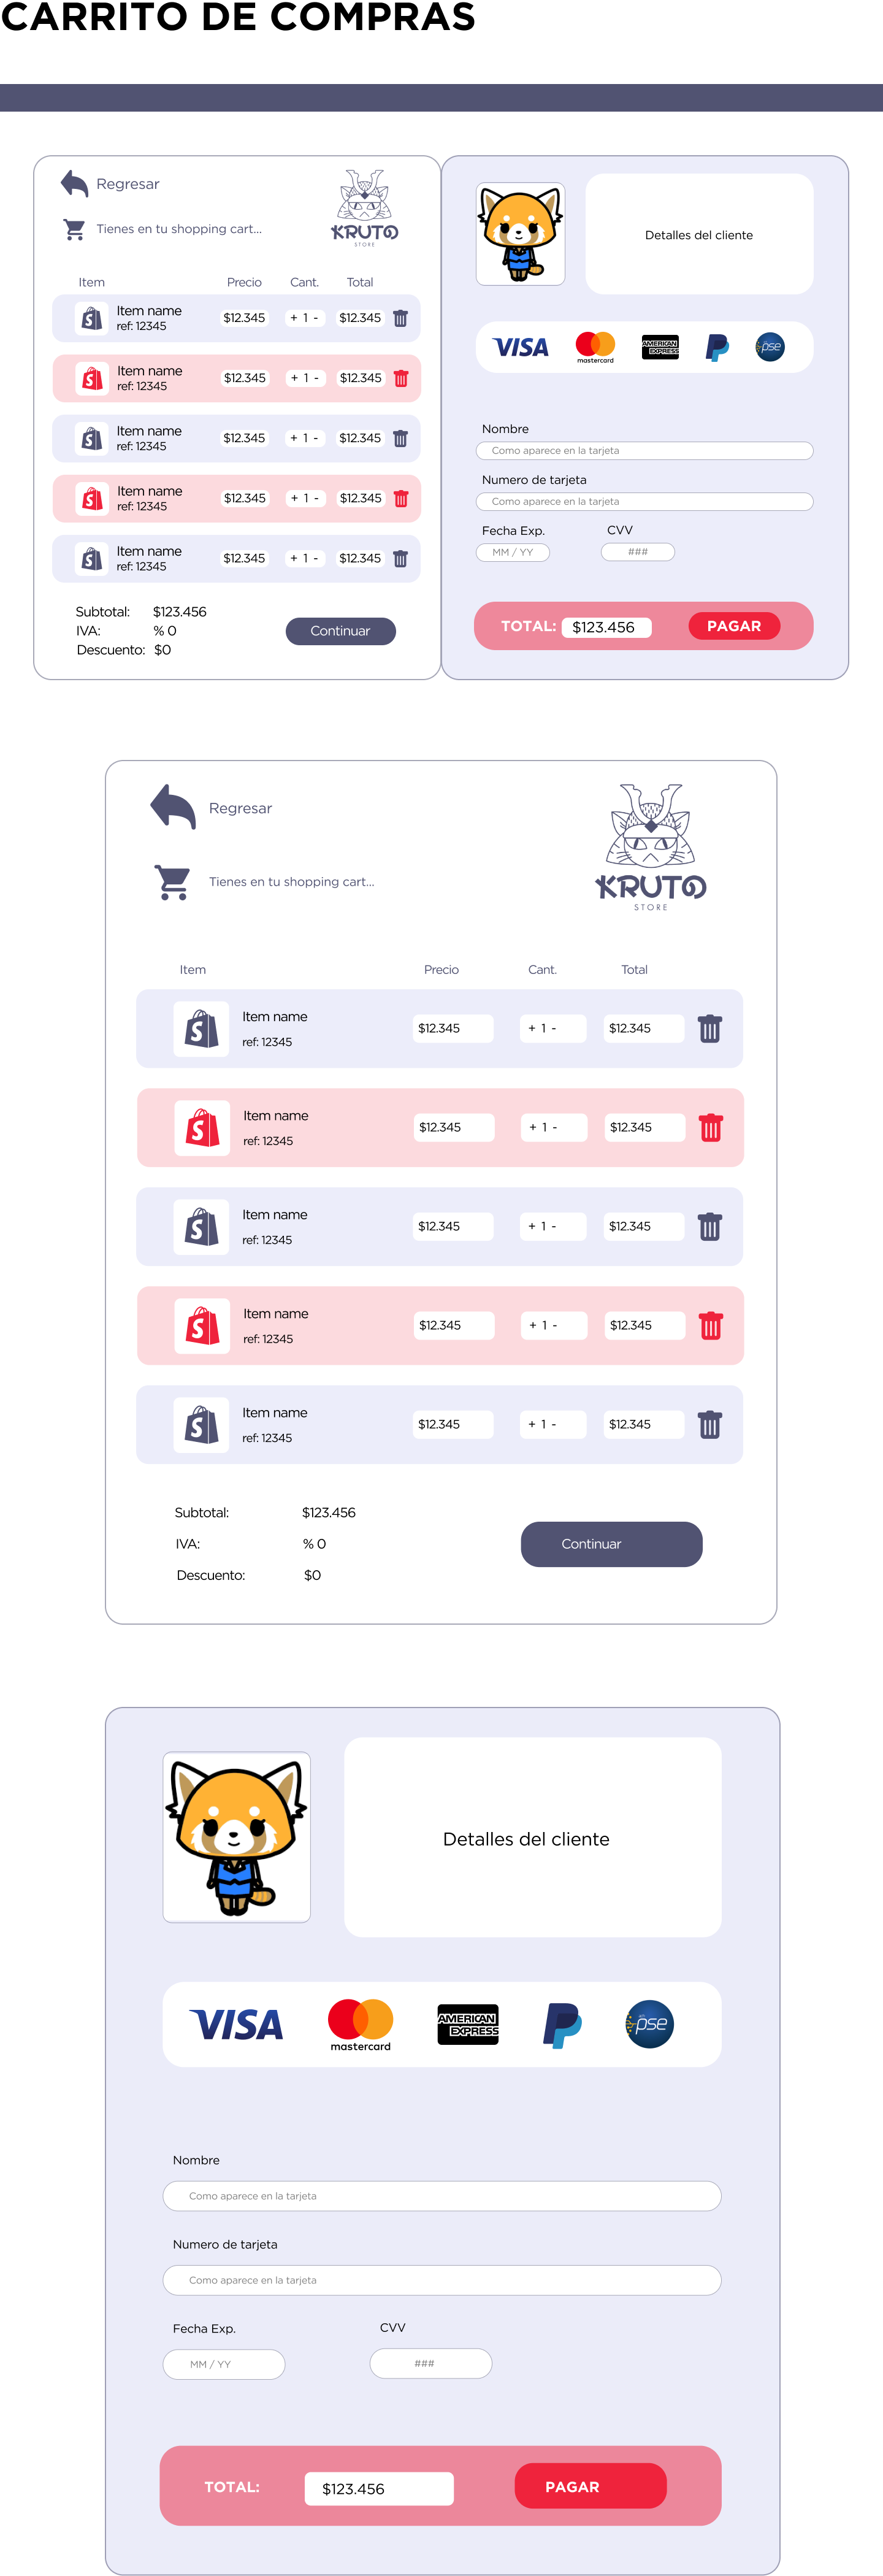 CARRITO DE COMPRAS
Regresar
Tienes en tu shopping cart...
KRUTO
STORE
Item Precio Cant. Total
Item name
ref: 12345
$12.345 + 1 - $12.345
Item name
ref: 12345
$12.345 + 1 - $12.345
Item name
ref: 12345
$12.345 + 1 - $12.345
Item name
ref: 12345
$12.345 + 1 - $12.345
Item name
ref: 12345
$12.345 + 1 - $12.345
Subtotal: $123.456
IVA: % 0
Descuento: $0
Continuar
Detalles del cliente
VISA
mastercard
AMERICAN
EXPRESS
pse
Nombre
Como aparece en la tarjeta
Numero de tarjeta
Como aparece en la tarjeta
Fecha Exp. CVV
MM / YY ###
TOTAL: $123.456 PAGAR
Regresar
Tienes en tu shopping cart...
KRUTO
STORE
Item Precio Cant. Total
Item name
ref: 12345
$12.345 + 1 - $12.345
Item name
ref: 12345
$12.345 + 1 - $12.345
Item name
ref: 12345
$12.345 + 1 - $12.345
Item name
ref: 12345
$12.345 + 1 - $12.345
Item name
ref: 12345
$12.345 + 1 - $12.345
Subtotal: $123.456
IVA: % 0
Descuento: $0
Continuar
Detalles del cliente
VISA
mastercard
AMERICAN
EXPRESS
pse
Nombre
Como aparece en la tarjeta
Numero de tarjeta
Como aparece en la tarjeta
Fecha Exp. CVV
MM / YY ###
TOTAL: $123.456 PAGAR